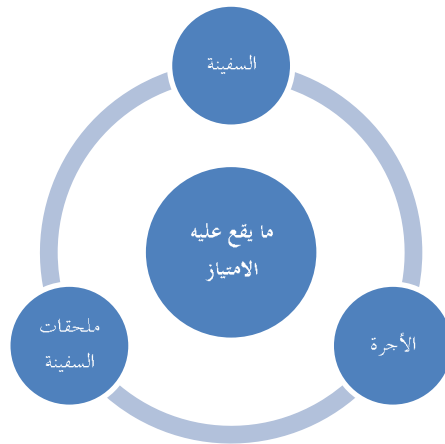 السفينة
ما يقع عليه
الامتياز
الأجرة
ملحقات
السفينة